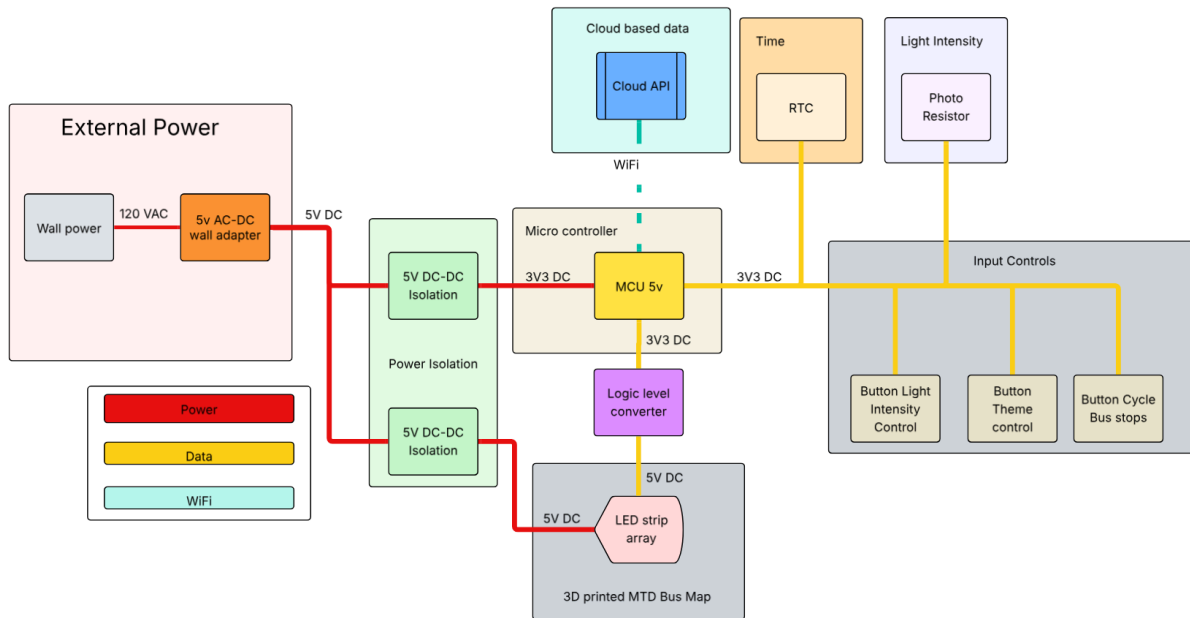 Cloud based data
Cloud API
WiFi
Time
RTC
Light Intensity
Photo
Resistor
External Power
Wall power
120 VAC
5v AC-DC
wall adapter
5V DC
5V DC-DC
Isolation
Power Isolation
5V DC-DC
Isolation
3V3 DC
Micro controller
MCU 5v
3V3 DC
3V3 DC
Input Controls
Button Light
Intensity
Control
Button
Theme
control
Button Cycle
Bus stops
Logic level
converter
5V DC
5V DC
LED strip
array
3D printed MTD Bus Map
Power
Data
WiFi